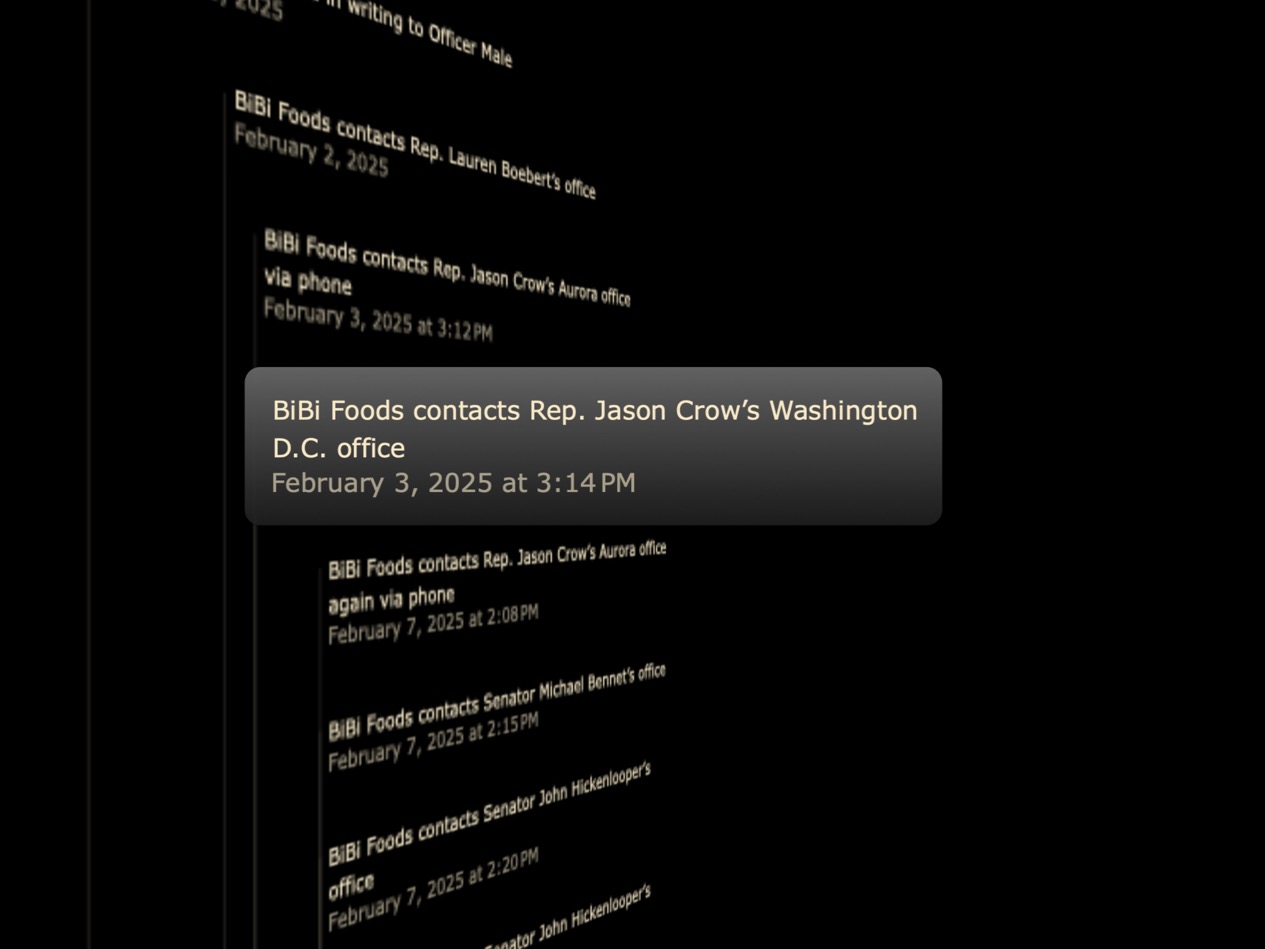 , 2025
in writing to Officer Male
BiBi Foods contacts Rep. Lauren Boebert’s office
February 2, 2025
BiBi Foods contacts Rep. Jason Crow’s Aurora office
via phone
February 3, 2025 at 3:12 PM
BiBi Foods contacts Rep. Jason Crow’s Washington
D.C. office
February 3, 2025 at 3:14 PM
BiBi Foods contacts Rep. Jason Crow’s Aurora office
again via phone
February 7, 2025 at 2:08 PM
BiBi Foods contacts Senator Michael Bennet’s office
February 7, 2025 at 2:15 PM
BiBi Foods contacts Senator John Hickenlooper’s
office
February 7, 2025 at 2:20 PM
Senator John Hickenlooper’s